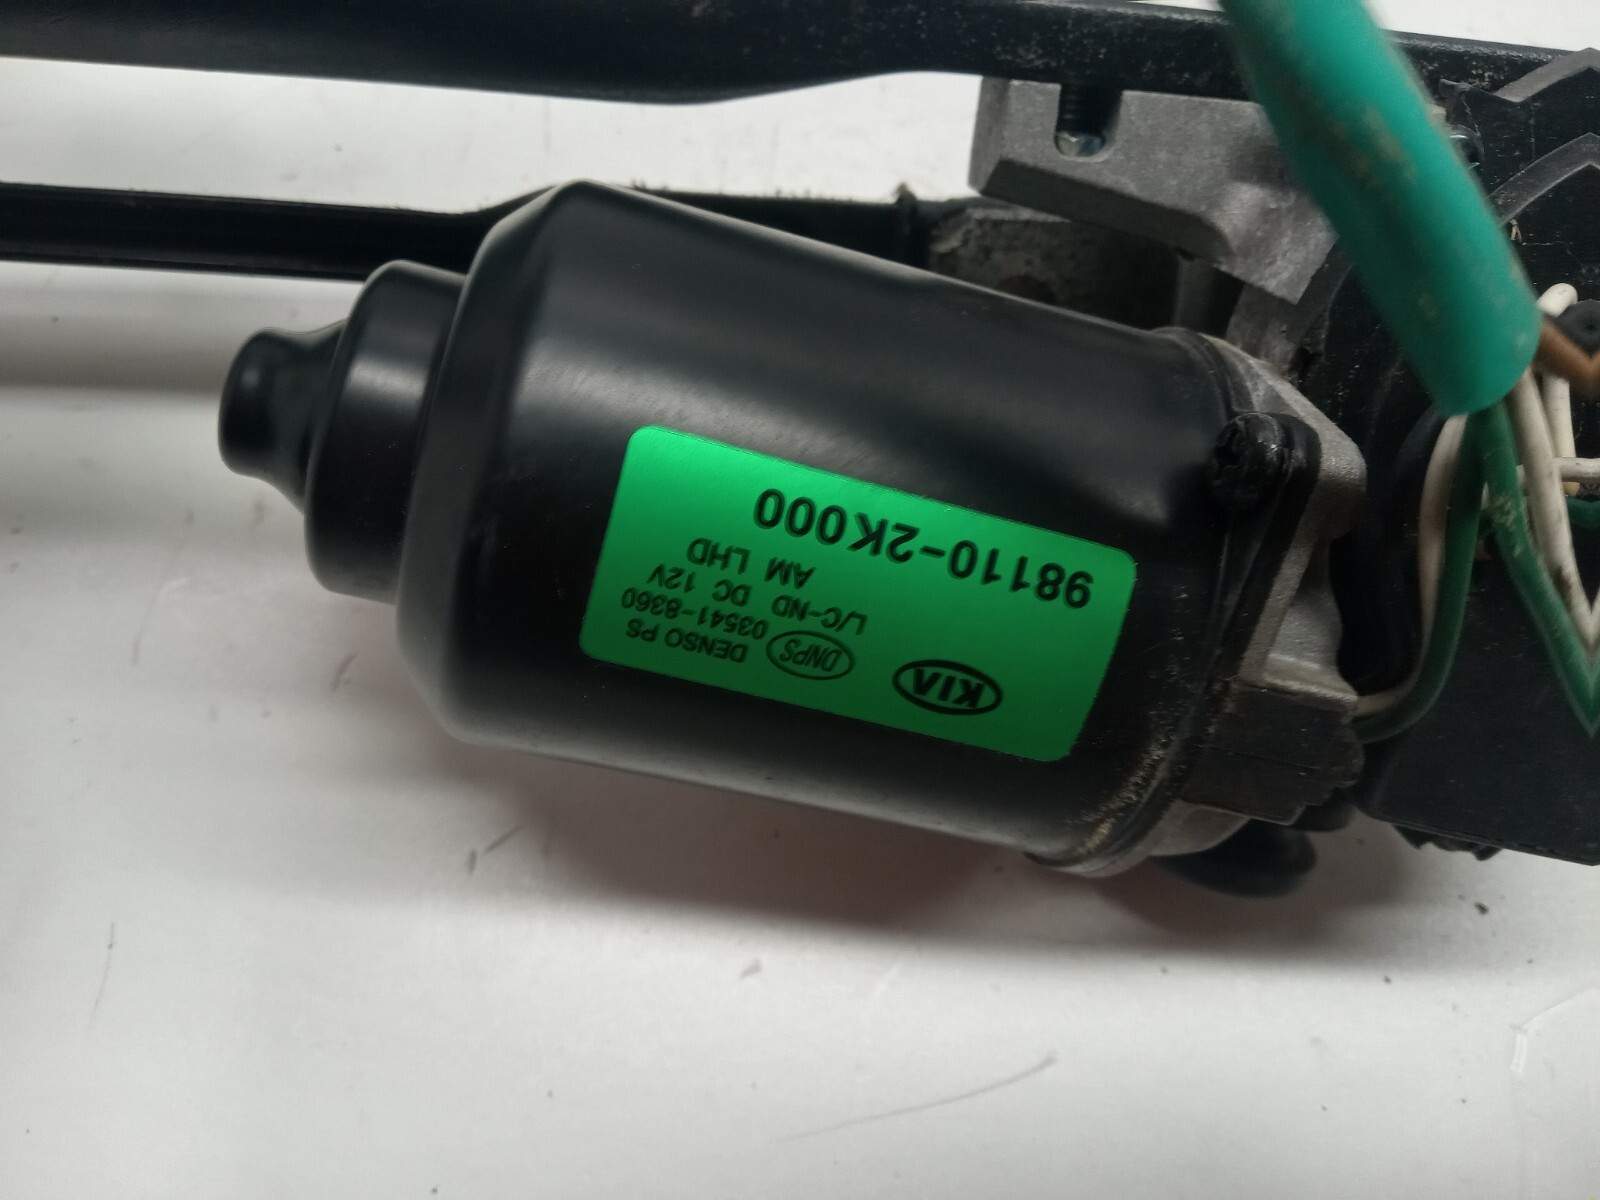 KIA
DNPS
DENSO PS
03541-8360
L/C-ND DC 12V
AM LHD
98110-2K000